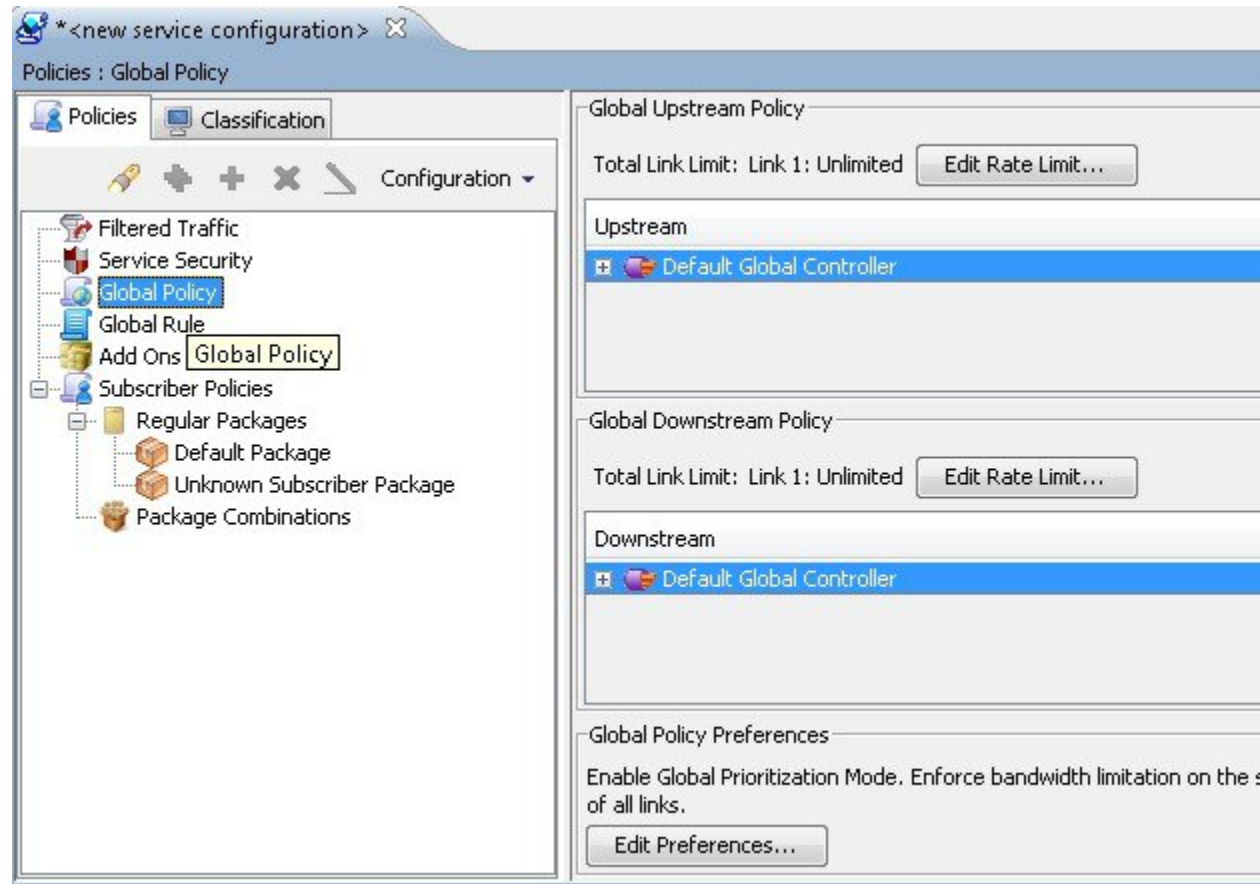 *<new service configuration>
Policies : Global Policy
Policies
Classification
Configuration
Filtered Traffic
Service Security
Global Policy
Global Rule
Add Ons
Global Policy
Subscriber Policies
Regular Packages
Default Package
Unknown Subscriber Package
Package Combinations
Global Upstream Policy
Total Link Limit: Link 1: Unlimited
Edit Rate Limit...
Upstream
Default Global Controller
Global Downstream Policy
Total Link Limit: Link 1: Unlimited
Edit Rate Limit...
Downstream
Default Global Controller
Global Policy Preferences
Enable Global Prioritization Mode. Enforce bandwidth limitation on the
of all links.
Edit Preferences...